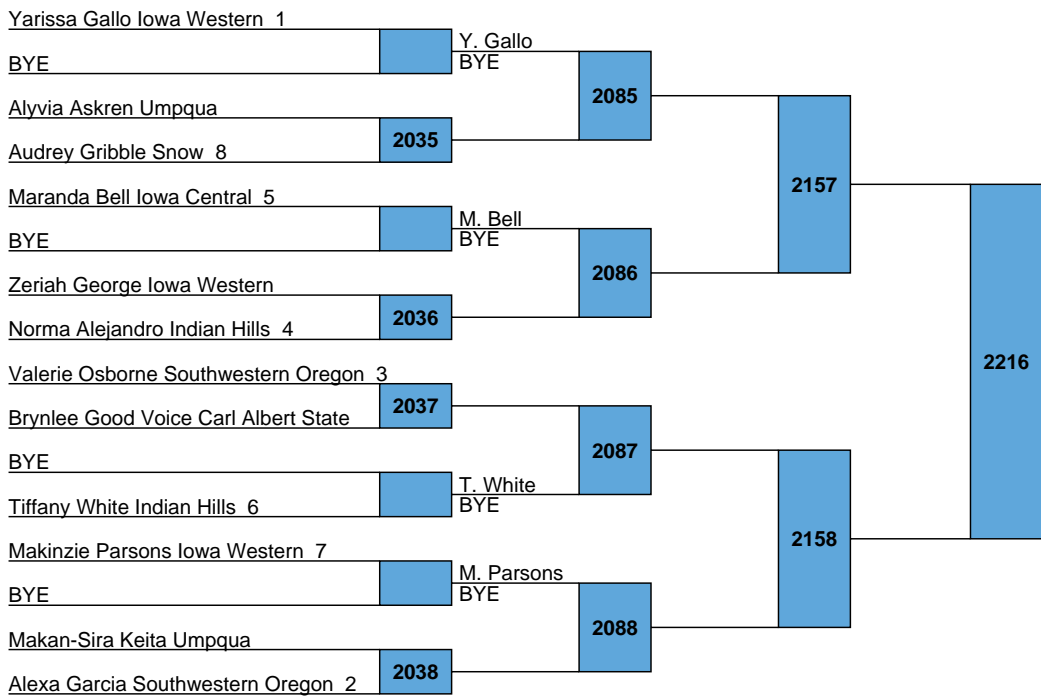 Yarissa Gallo Iowa Western 1
BYE
Y. Gallo
BYE
2085
Alyvia Askren Umpqua
2035
Audrey Gribble Snow 8
2157
Maranda Bell Iowa Central 5
BYE
M. Bell
BYE
2086
Zeriah George Iowa Western
2036
Norma Alejandro Indian Hills 4
2216
Valerie Osborne Southwestern Oregon 3
2037
Brynlee Good Voice Carl Albert State
2087
BYE
T. White
BYE
Tiffany White Indian Hills 6
2158
Makinzie Parsons Iowa Western 7
BYE
M. Parsons
BYE
2088
Makan-Sira Keita Umpqua
2038
Alexa Garcia Southwestern Oregon 2